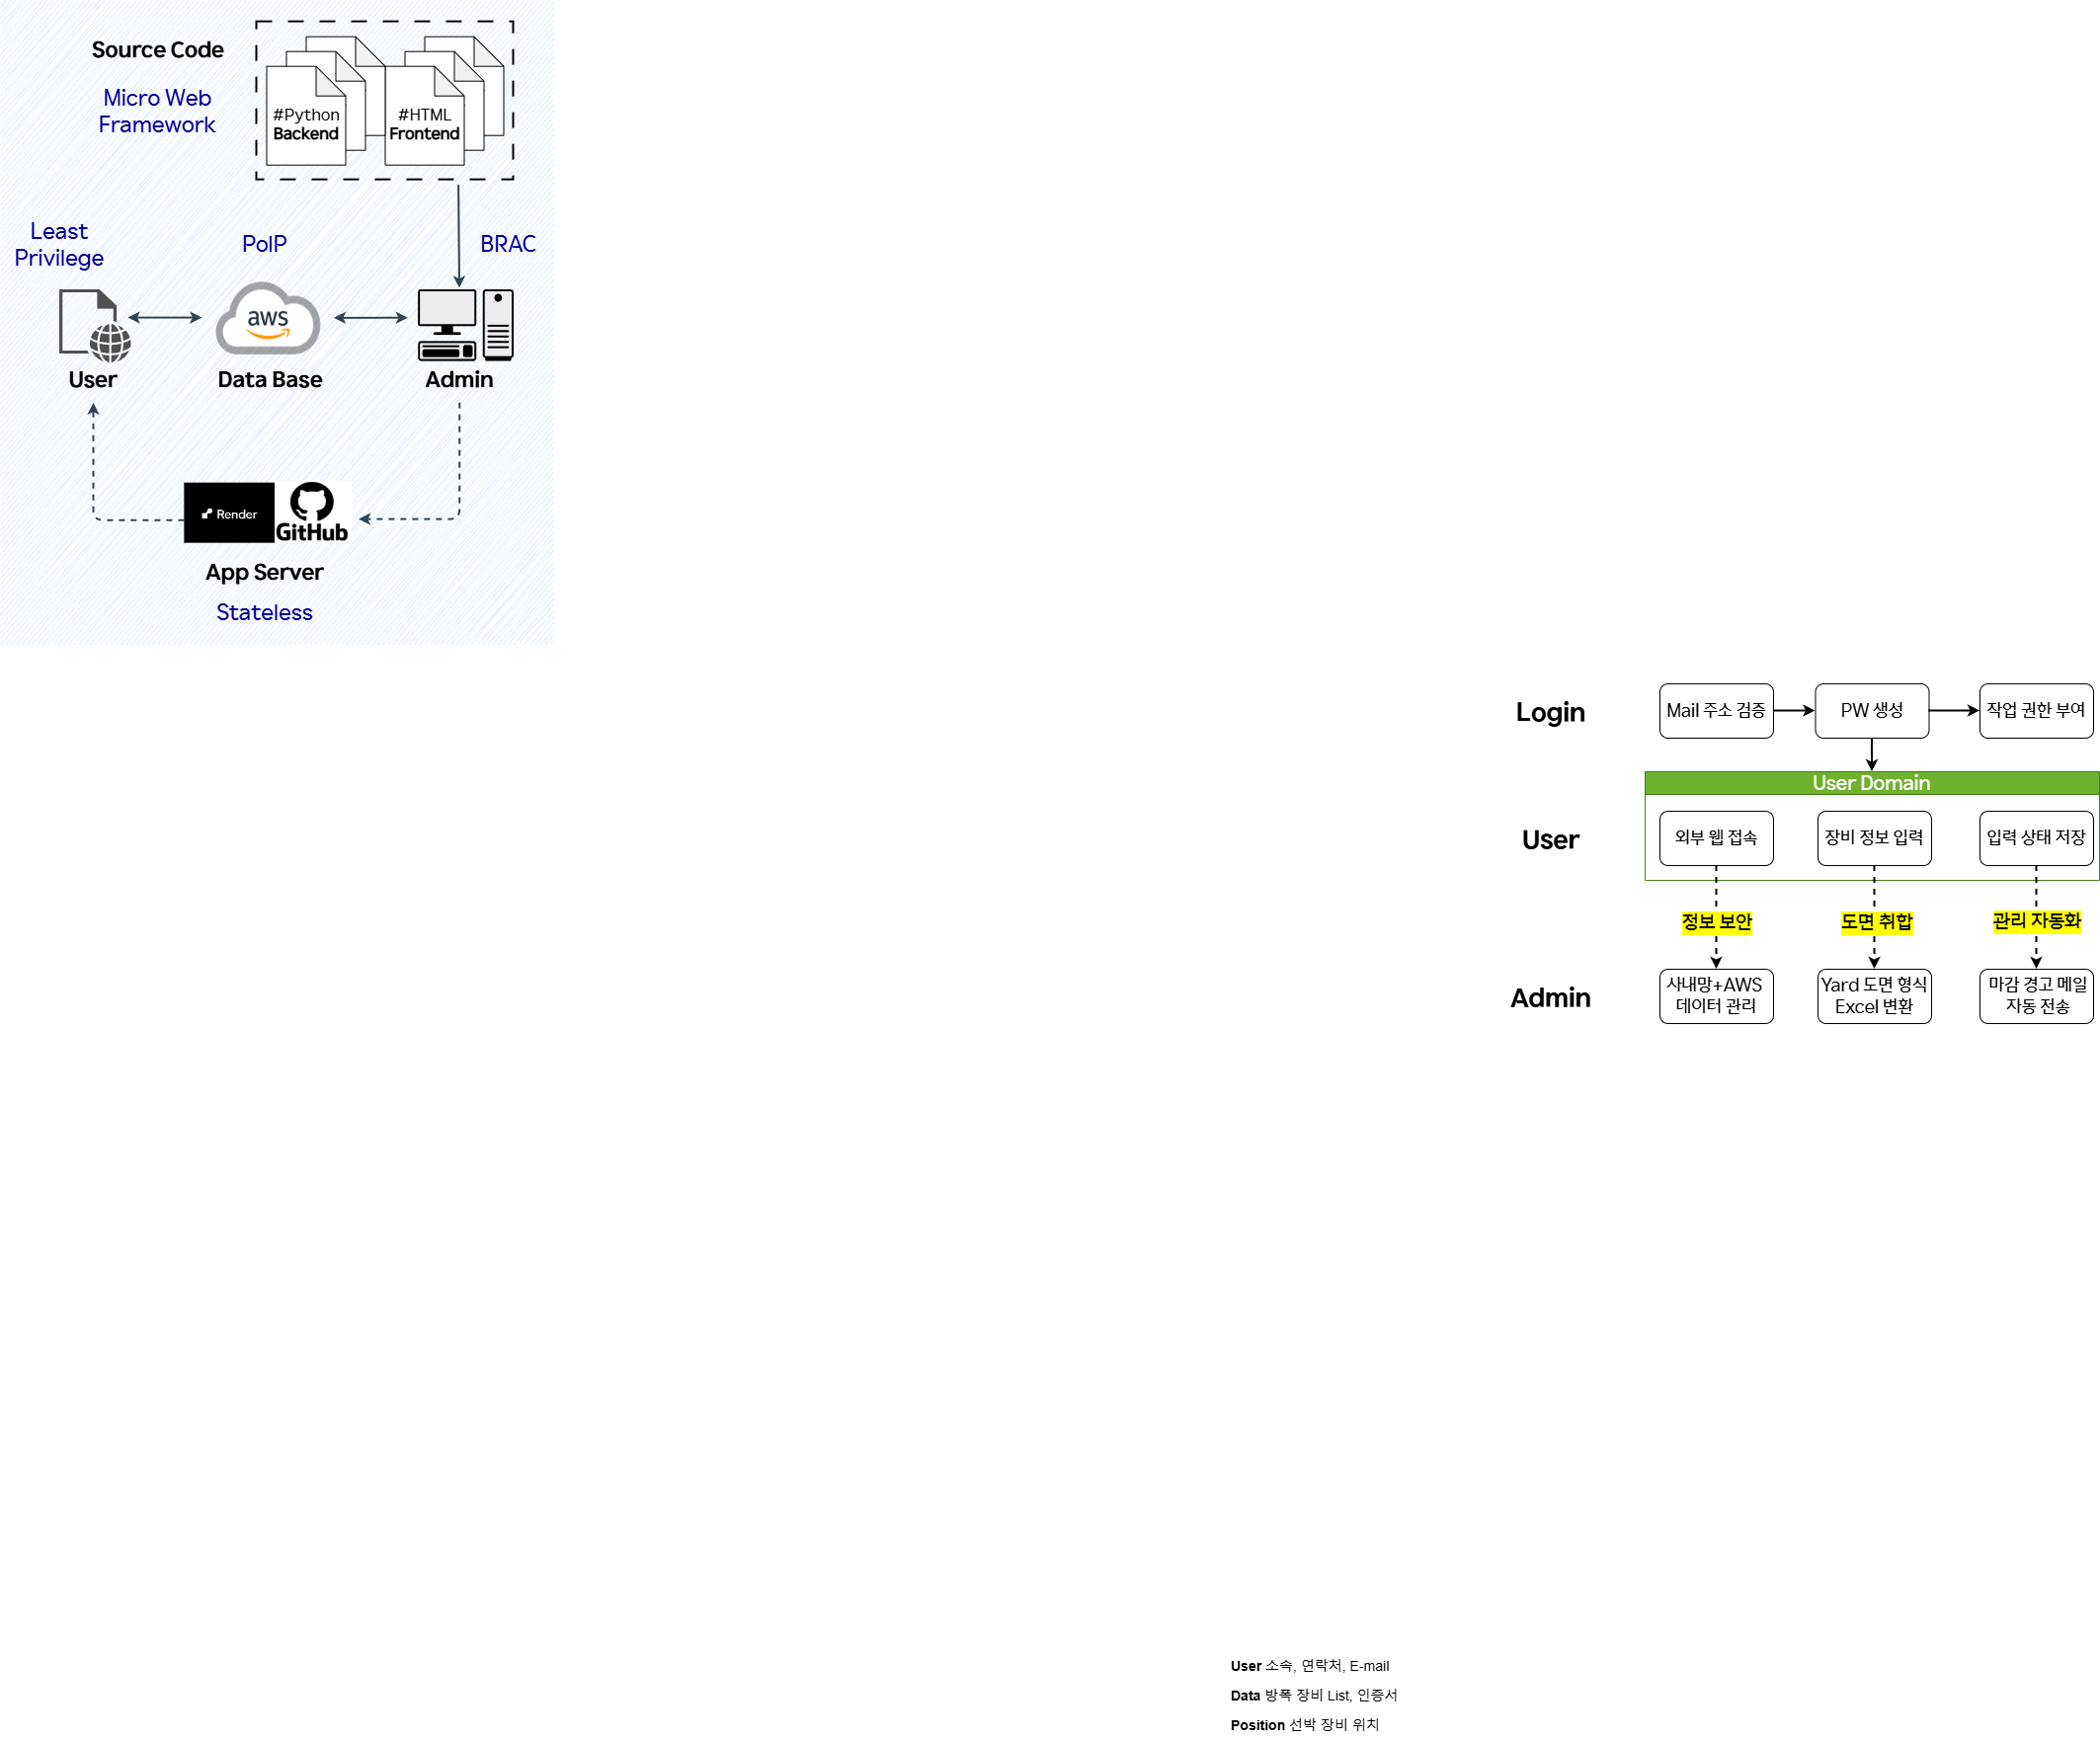 Source Code
Micro Web
Framework
#Python
Backend
#HTML
Frontend
Least
Privilege
PoIP
BRAC
aws
User
Data Base
Admin
Render
GitHub
App Server
Stateless
Login
Mail 주소 검증
PW 생성
작업 권한 부여
User Domain
User
외부 웹 접속
장비 정보 입력
입력 상태 저장
정보 보안
도면 취합
관리 자동화
Admin
사내망+AWS
데이터 관리
Yard 도면 형식
Excel 변환
마감 경고 메일
자동 전송
User 소속, 연락처, E-mail
Data 방폭 장비 List, 인증서
Position 선박 장비 위치